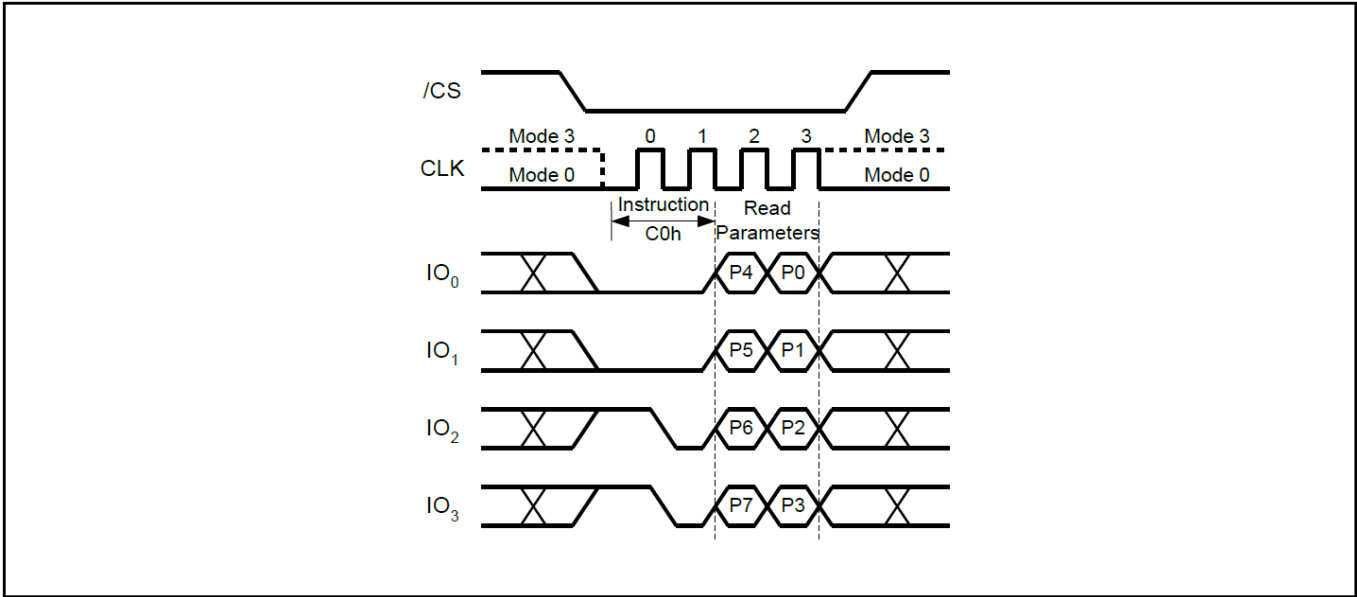 /CS
Mode 3 0 1 2 3 Mode 3
CLK
Mode 0 Mode 0
Instruction Read
C0h Parameters
IO0 P4 P0
IO1 P5 P1
IO2 P6 P2
IO3 P7 P3